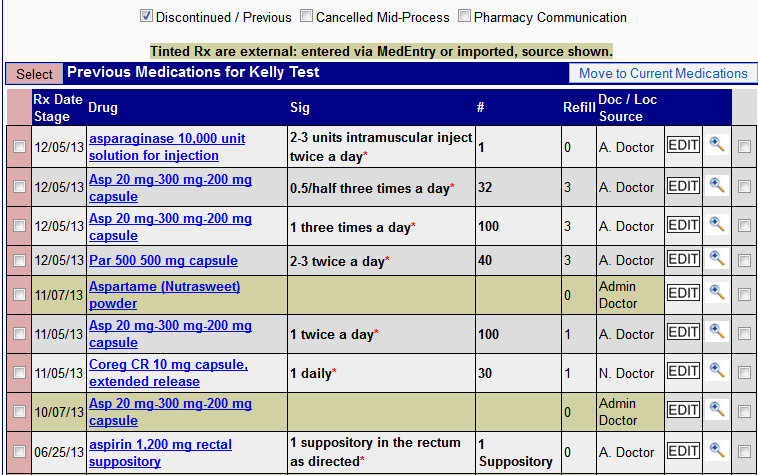 Discontinued / Previous Cancelled Mid-Process Pharmacy Communication
Tinted Rx are external: entered via MedEntry or imported, source shown.
Select Previous Medications for Kelly Test Move to Current Medications
Rx Date Drug Sig # Refill Doc / Loc
Stage Source
asparaginase 10,000 unit 2-3 units intramuscular inject
12/05/13 solution for injection twice a day* 1 0 A. Doctor EDIT
12/05/13 Asp 20 mg-300 mg-200 mg 0.5/half three times a day* 32 3 A. Doctor EDIT
capsule
12/05/13 Asp 20 mg-300 mg-200 mg 1 three times a day* 100 3 A. Doctor EDIT
capsule
12/05/13 Par 500 500 mg capsule 2-3 twice a day* 40 3 A. Doctor EDIT
11/07/13 Aspartame (Nutrasweet) 0 Admin EDIT
powder Doctor
11/05/13 Asp 20 mg-300 mg-200 mg 1 twice a day* 100 1 A. Doctor EDIT
capsule
11/05/13 Coreg CR 10 mg capsule, 1 daily* 30 1 N. Doctor EDIT
extended release
10/07/13 Asp 20 mg-300 mg-200 mg 0 Admin EDIT
capsule Doctor
06/25/13 aspirin 1,200 mg rectal 1 suppository in the rectum 1 0 A. Doctor EDIT
suppository as directed* Suppository